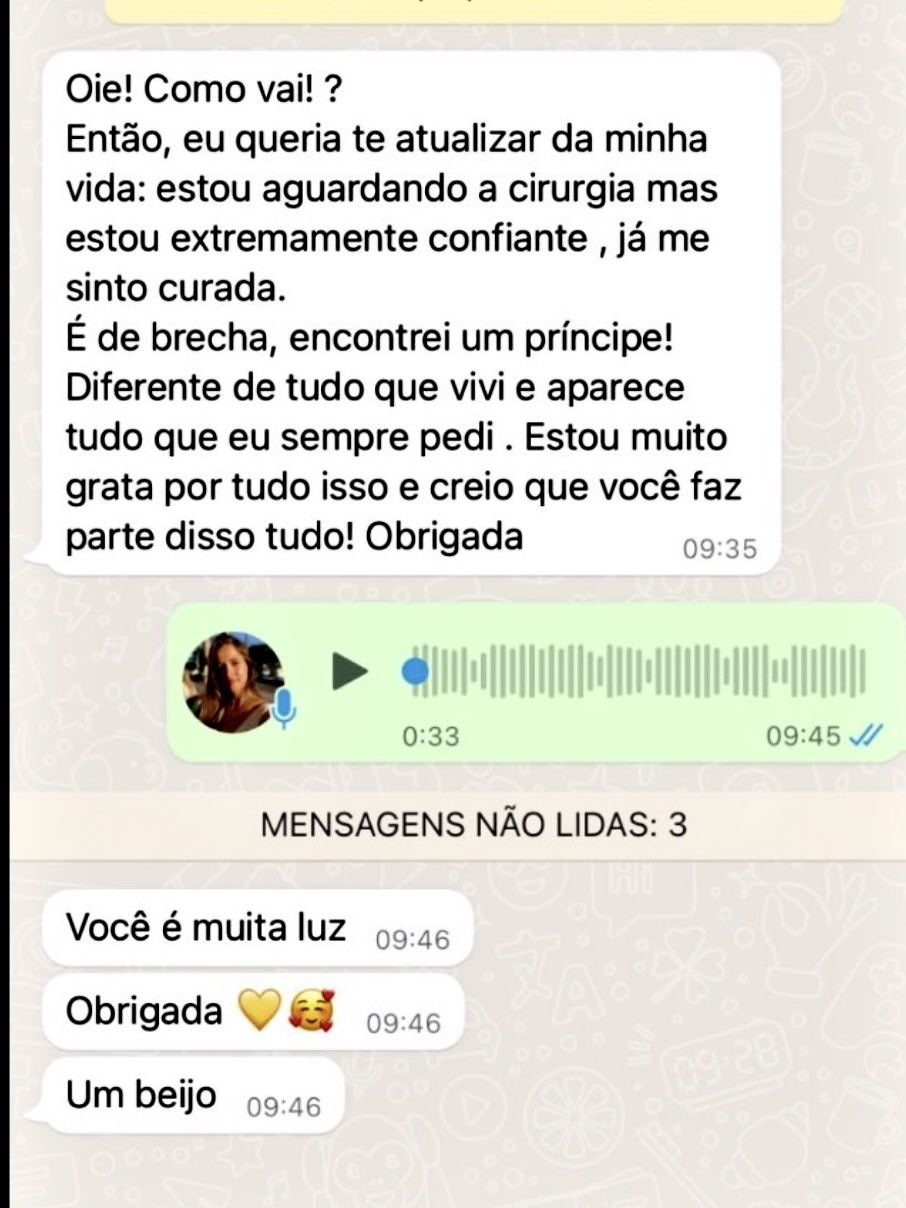 Oie! Como vai! ?
Então, eu queria te atualizar da minha
vida: estou aguardando a cirurgia mas
estou extremamente confiante , já me
sinto curada.
É de brecha, encontrei um príncipe!
Diferente de tudo que vivi e aparece
tudo que eu sempre pedi . Estou muito
grata por tudo isso e creio que você faz
parte disso tudo! Obrigada
09:35
0:33
09:45
MENSAGENS NÃO LIDAS: 3
Você é muita luz 09:46
Obrigada 💛🥰 09:46
Um beijo 09:46